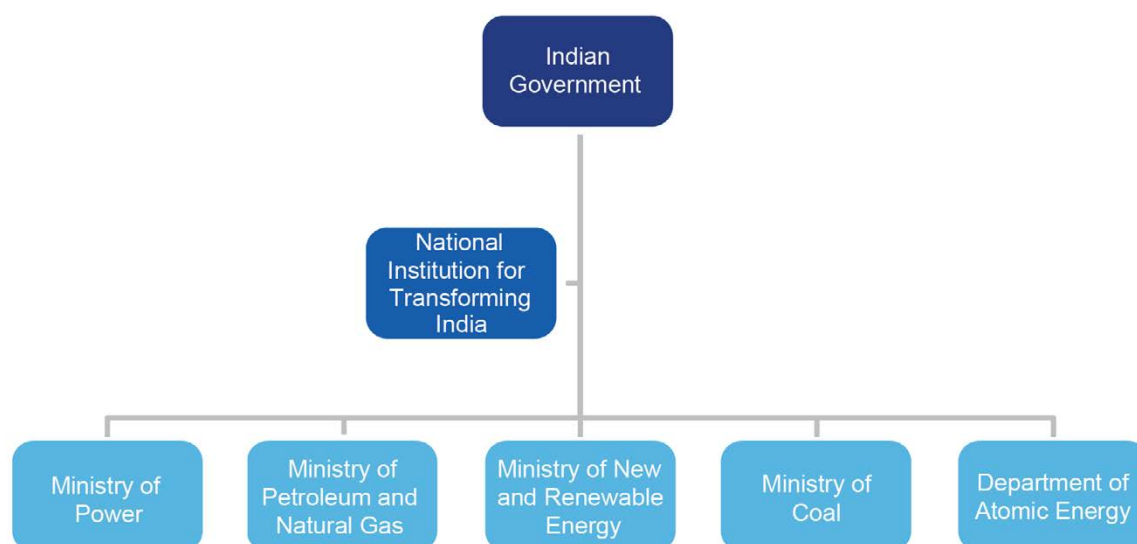 Indian
Government
National
Institution for
Transforming
India
Ministry of
Power
Ministry of
Petroleum and
Natural Gas
Ministry of New
and Renewable
Energy
Ministry of
Coal
Department of
Atomic Energy